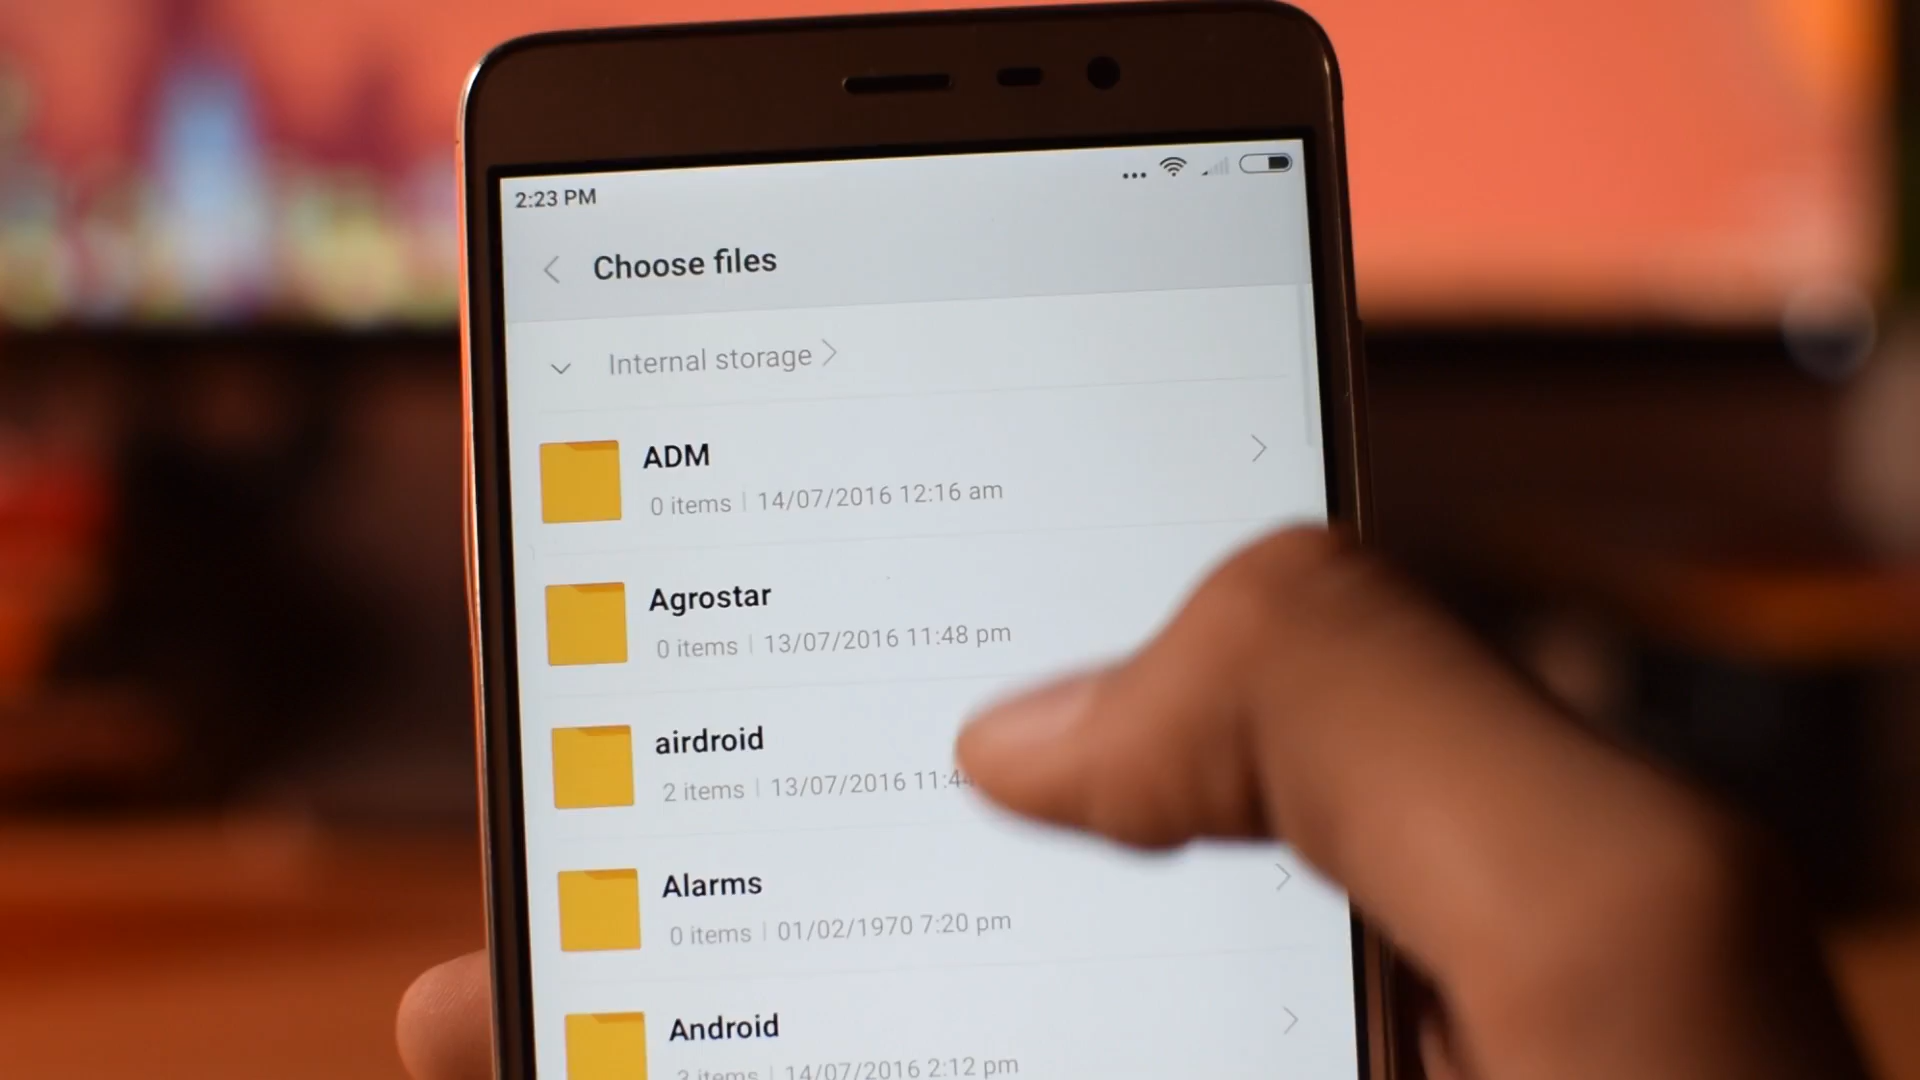 2:23 PM
Choose files
Internal storage
ADM
0 items | 14/07/2016 12:16 am
Agrostar
0 items | 13/07/2016 11:48 pm
airdroid
2 items | 13/07/2016
Alarms
0 items | 01/02/1970 7:20 pm
Android
items | 14/07/2016 2:12 pm